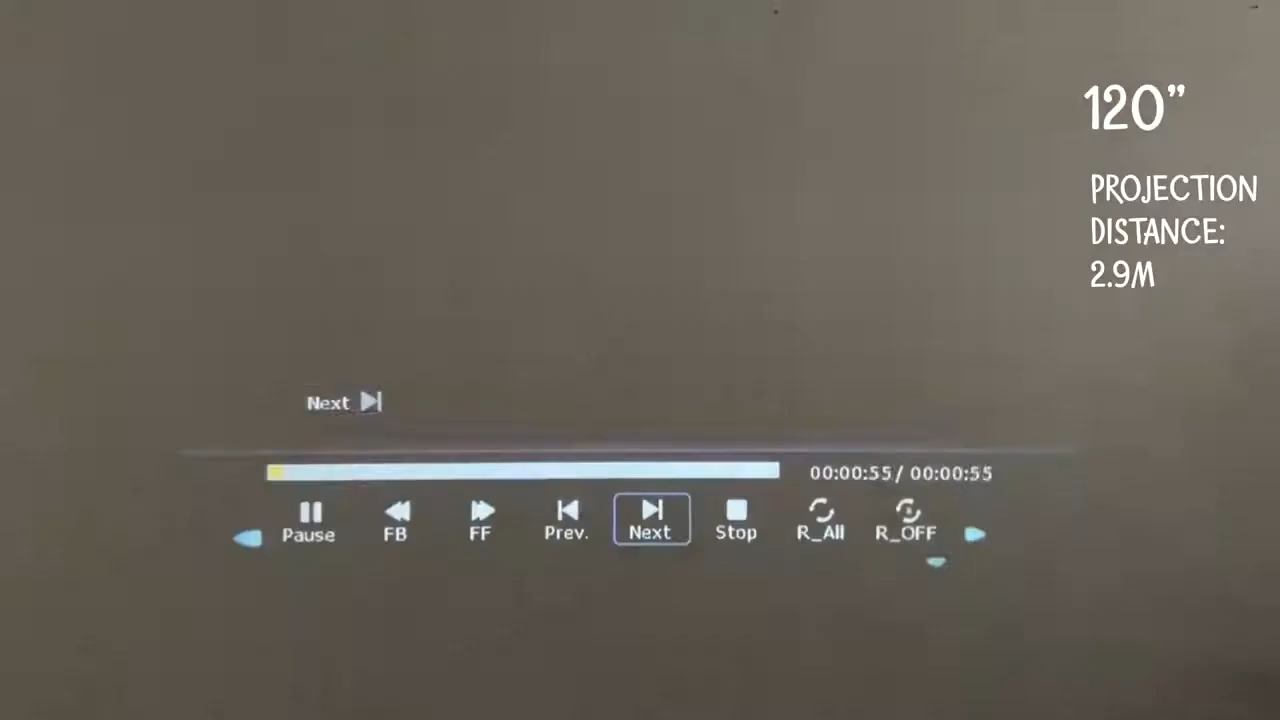 120”
PROJECTION
DISTANCE:
2.9M
Next
00:00:55/ 00:00:55
Pause FB FF Prev. Next Stop R_All R_OFF